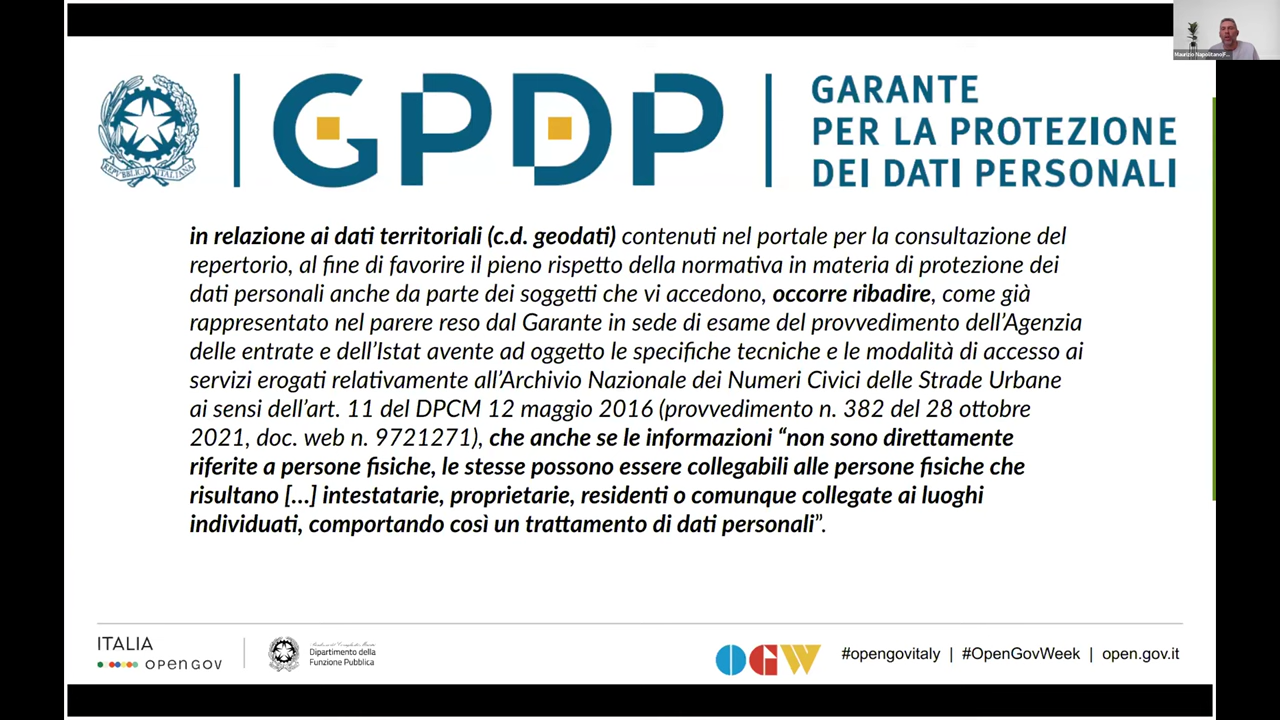 Maurizio Napolitano|F...
GPDP
GARANTE
PER LA PROTEZIONE
DEI DATI PERSONALI
REPVBBLICA ITALIANA
in relazione ai dati territoriali (c.d. geodati) contenuti nel portale per la consultazione del
repertorio, al fine di favorire il pieno rispetto della normativa in materia di protezione dei
dati personali anche da parte dei soggetti che vi accedono, occorre ribadire, come già
rappresentato nel parere reso dal Garante in sede di esame del provvedimento dell’Agenzia
delle entrate e dell’Istat avente ad oggetto le specifiche tecniche e le modalità di accesso ai
servizi erogati relativamente all’Archivio Nazionale dei Numeri Civici delle Strade Urbane
ai sensi dell’art. 11 del DPCM 12 maggio 2016 (provvedimento n. 382 del 28 ottobre
2021, doc. web n. 9721271), che anche se le informazioni “non sono direttamente
riferite a persone fisiche, le stesse possono essere collegabili alle persone fisiche che
risultano [...] intestatarie, proprietarie, residenti o comunque collegate ai luoghi
individuati, comportando così un trattamento di dati personali”.
ITALIA
OPEN GOV
Dipartimento della
Funzione Pubblica
OGW
#opengovitaly | #OpenGovWeek | open.gov.it